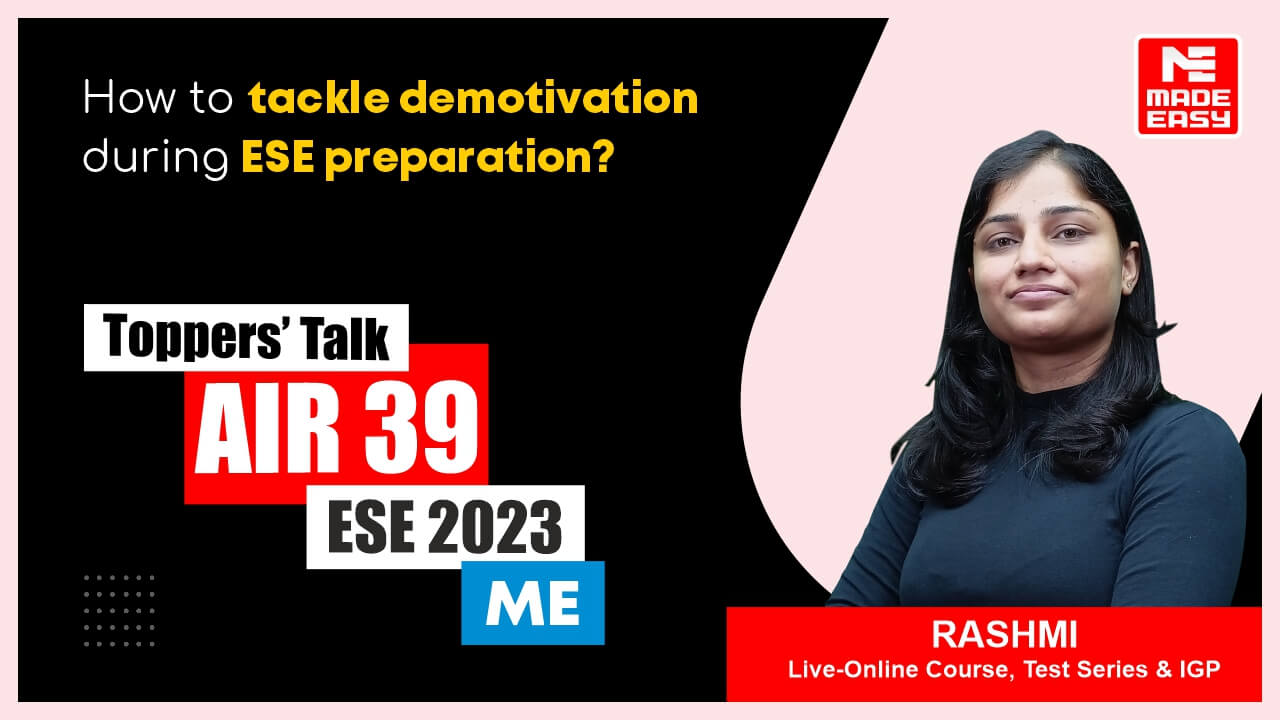 How to tackle demotivation
during ESE preparation?
MADE
EASY
Toppers’ Talk
AIR 39
ESE 2023
ME
RASHMI
Live-Online Course, Test Series & IGP